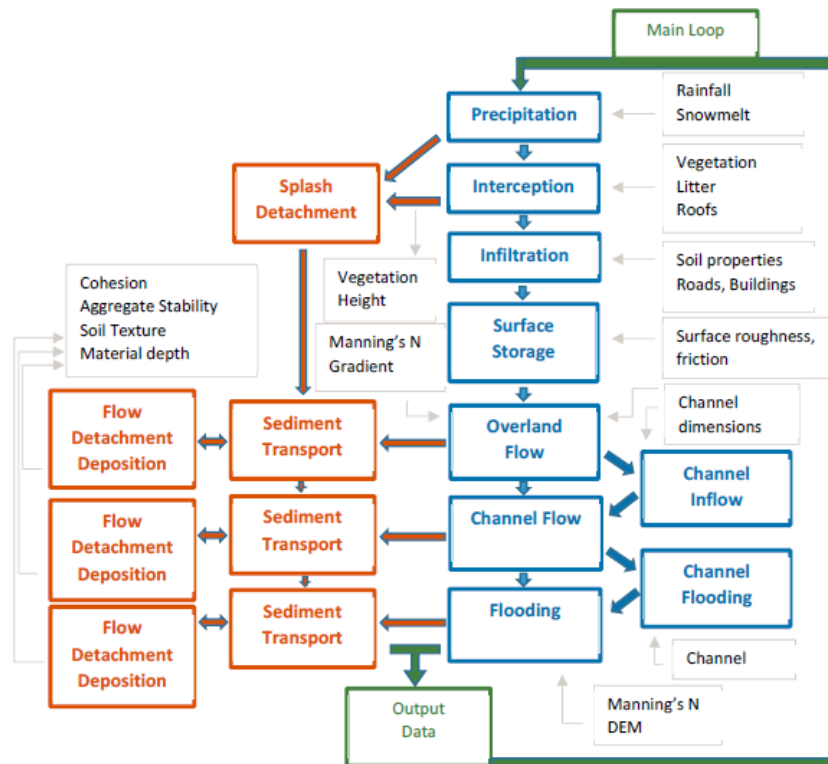 Main Loop
Precipitation
Rainfall
Snowmelt
Splash
Detachment
Interception
Vegetation
Litter
Roofs
Infiltration
Vegetation
Height
Soil properties
Roads, Buildings
Cohesion
Aggregate Stability
Soil Texture
Material depth
Manning's N
Gradient
Surface
Storage
Surface roughness,
friction
Flow
Detachment
Deposition
Sediment
Transport
Overland
Flow
Channel
dimensions
Channel
Inflow
Flow
Detachment
Deposition
Sediment
Transport
Channel Flow
Channel
Flooding
Flow
Detachment
Deposition
Sediment
Transport
Flooding
Channel
Output
Data
Manning's N
DEM